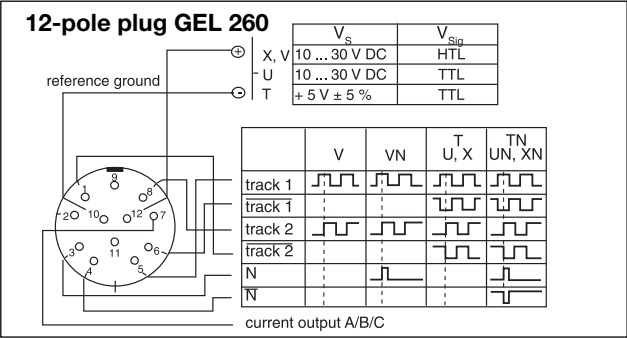 12-pole plug GEL 260
V_S V_Sig
X, V 10 ... 30 V DC HTL
U 10 ... 30 V DC TTL
T + 5 V ± 5 % TTL
reference ground
V VN T U, X TN UN, XN
track 1
track 1
track 2
track 2
N
N
1
2
3
4
5
6
7
8
9
10
11
12
current output A/B/C